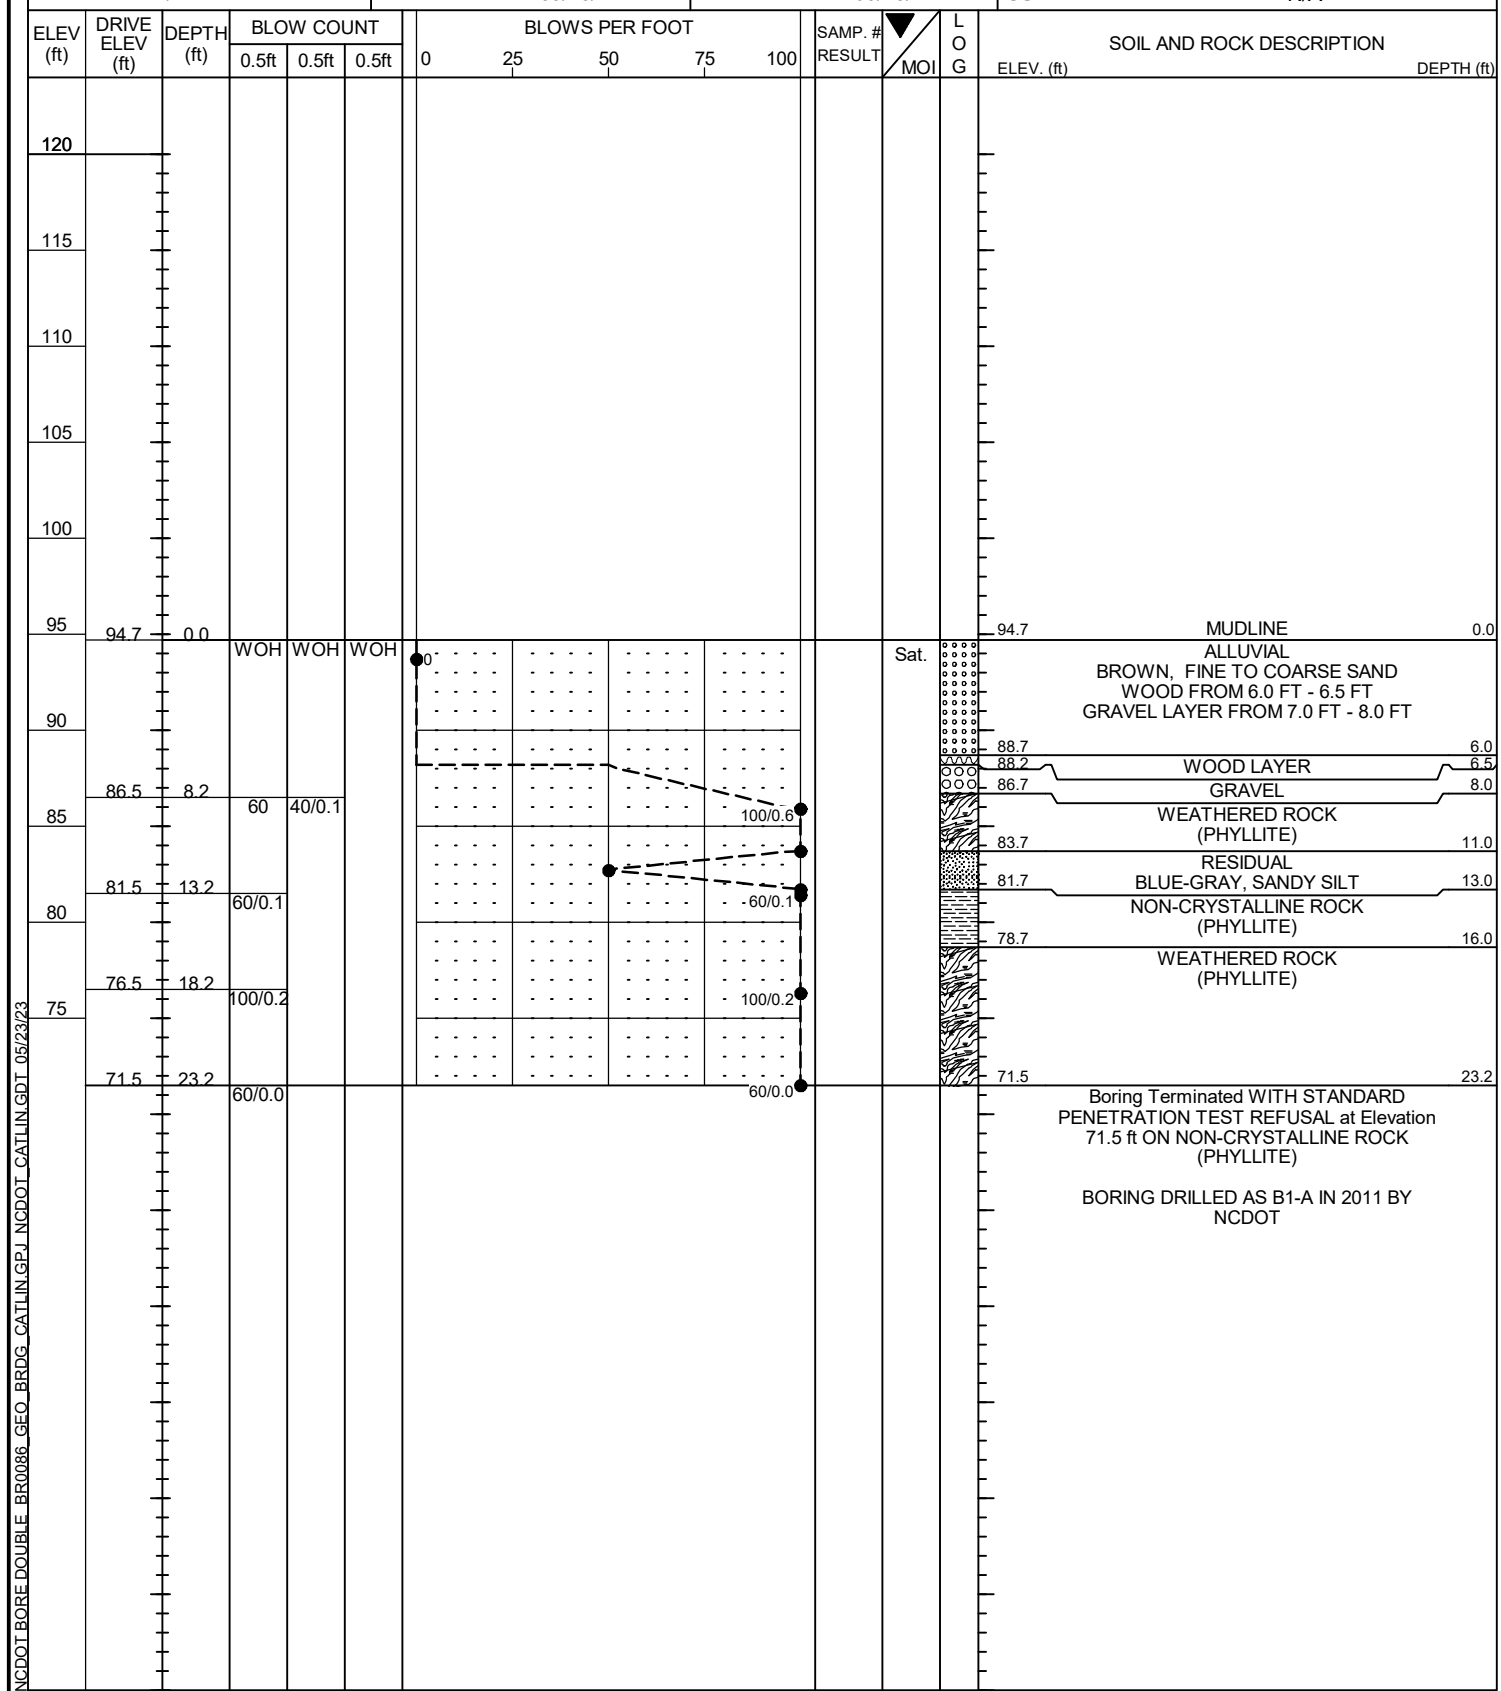 ELEV (ft)
DRIVE ELEV (ft)
DEPTH (ft)
BLOW COUNT
0.5ft 0.5ft 0.5ft
BLOWS PER FOOT
0 25 50 75 100
SAMP. # RESULT
MOI
L O G
SOIL AND ROCK DESCRIPTION
ELEV. (ft) DEPTH (ft)
120
115
110
105
100
95
94.7 0.0
94.7 MUDLINE 0.0
WOH WOH WOH
0
Sat.
ALLUVIAL
BROWN, FINE TO COARSE SAND
WOOD FROM 6.0 FT - 6.5 FT
GRAVEL LAYER FROM 7.0 FT - 8.0 FT
90
88.7 6.0
88.2 WOOD LAYER 6.5
86.5 8.2
86.7 GRAVEL 8.0
60 40/0.1
100/0.6
WEATHERED ROCK
(PHYLLITE)
85
83.7 11.0
RESIDUAL
BLUE-GRAY, SANDY SILT
81.5 13.2
81.7 13.0
60/0.1
60/0.1
NON-CRYSTALLINE ROCK
(PHYLLITE)
80
78.7 16.0
WEATHERED ROCK
(PHYLLITE)
76.5 18.2
100/0.2
100/0.2
75
71.5 23.2
71.5 23.2
60/0.0
60/0.0
Boring Terminated WITH STANDARD
PENETRATION TEST REFUSAL at Elevation
71.5 ft ON NON-CRYSTALLINE ROCK
(PHYLLITE)
BORING DRILLED AS B1-A IN 2011 BY
NCDOT
NCDOT BORE DOUBLE BR0086_GEO_BRDG_CATLIN.GPJ NCDOT_CATLIN.GDT 05/23/23